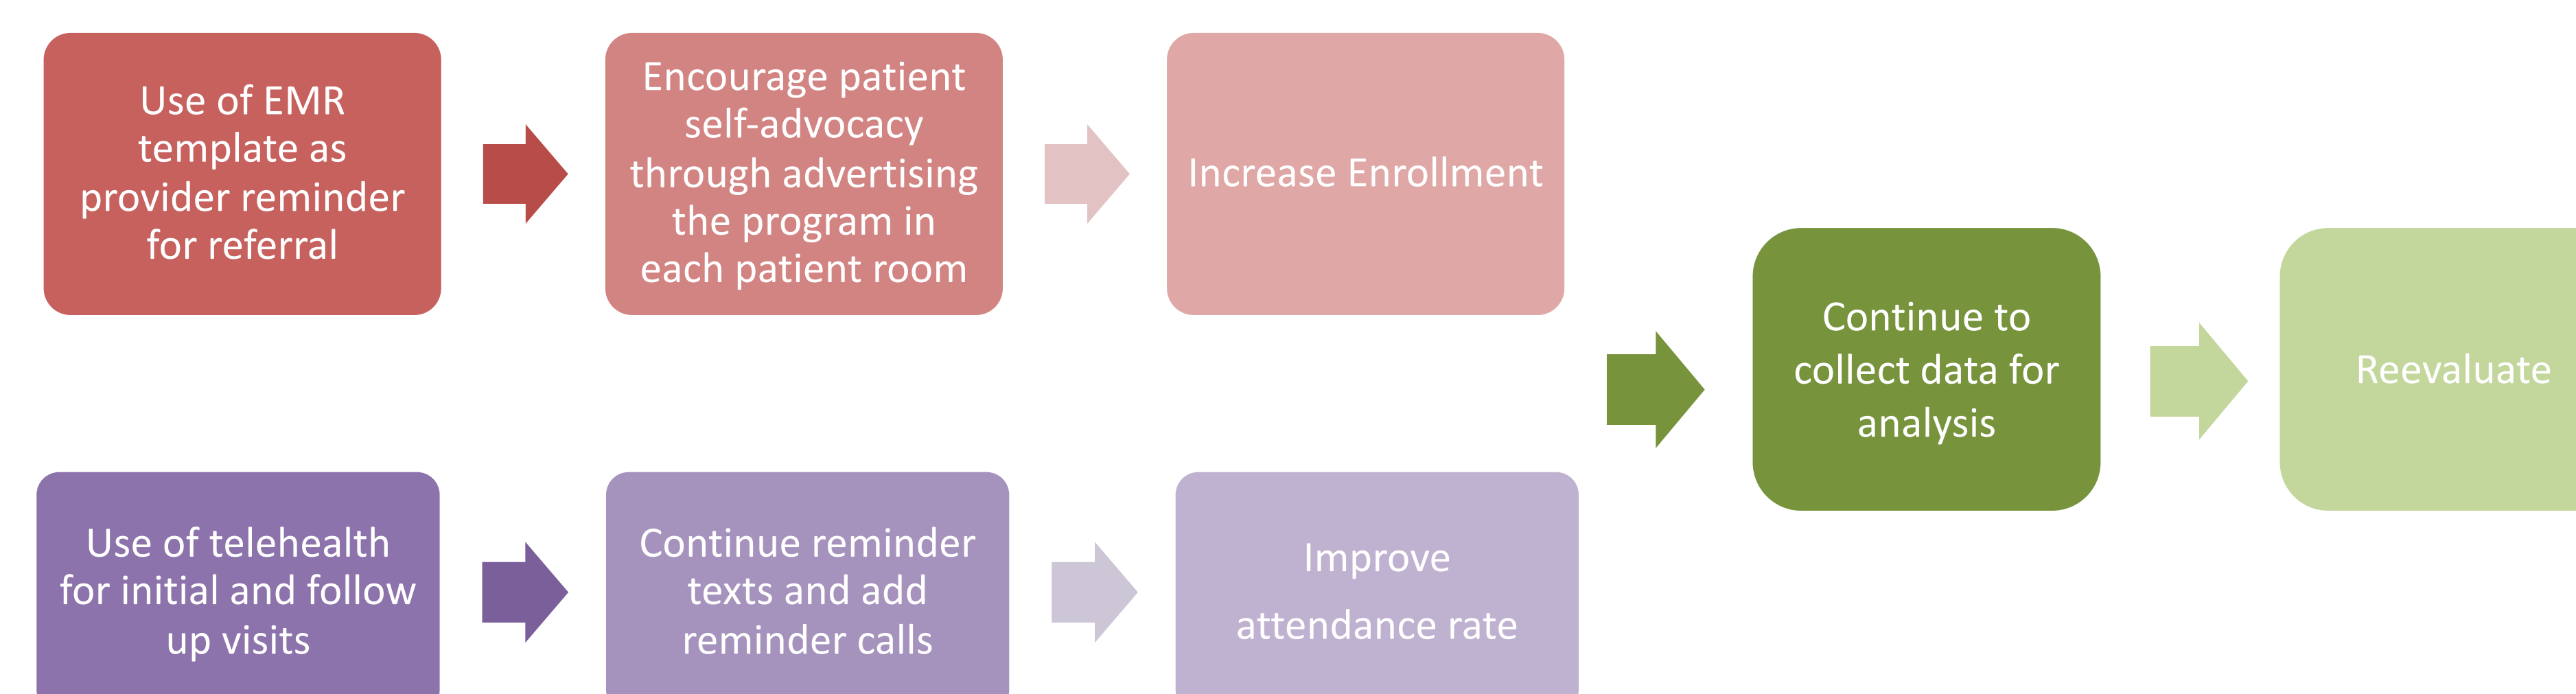 Use of EMR
template as
provider reminder
for referral
Encourage patient
self-advocacy
through advertising
the program in
each patient room
Increase Enrollment
Use of telehealth
for initial and follow
up visits
Continue reminder
texts and add
reminder calls
Improve
attendance rate
Continue to
collect data for
analysis
Reevaluate